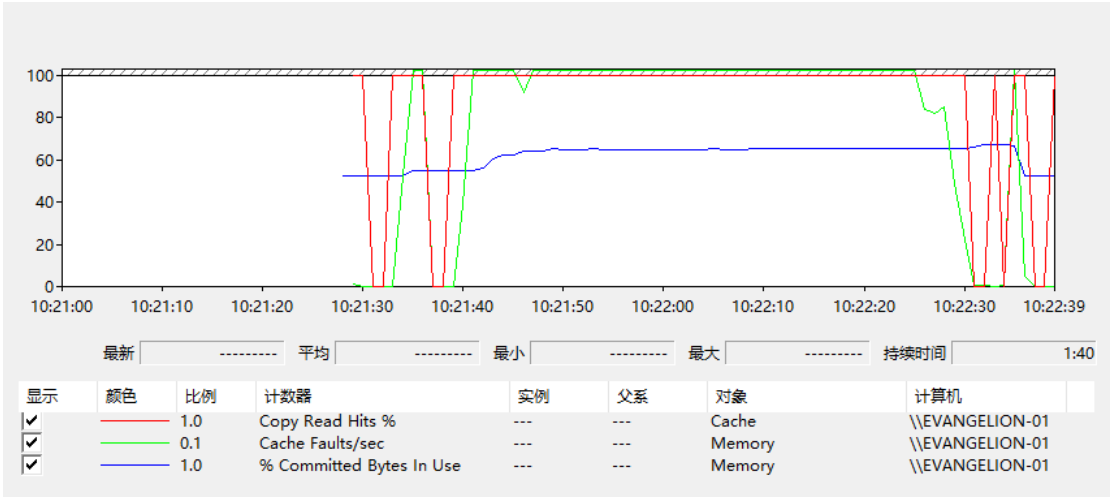 100
80
60
40
20
0
10:21:00 10:21:10 10:21:20 10:21:30 10:21:40 10:21:50 10:22:00 10:22:10 10:22:20 10:22:30 10:22:39
最新 --------- 平均 --------- 最小 --------- 最大 --------- 持续时间 1:40
显示 颜色 比例 计数器 实例 父系 对象 计算机
1.0 Copy Read Hits % --- --- Cache \\EVANGELION-01
0.1 Cache Faults/sec --- --- Memory \\EVANGELION-01
1.0 % Committed Bytes In Use --- --- Memory \\EVANGELION-01